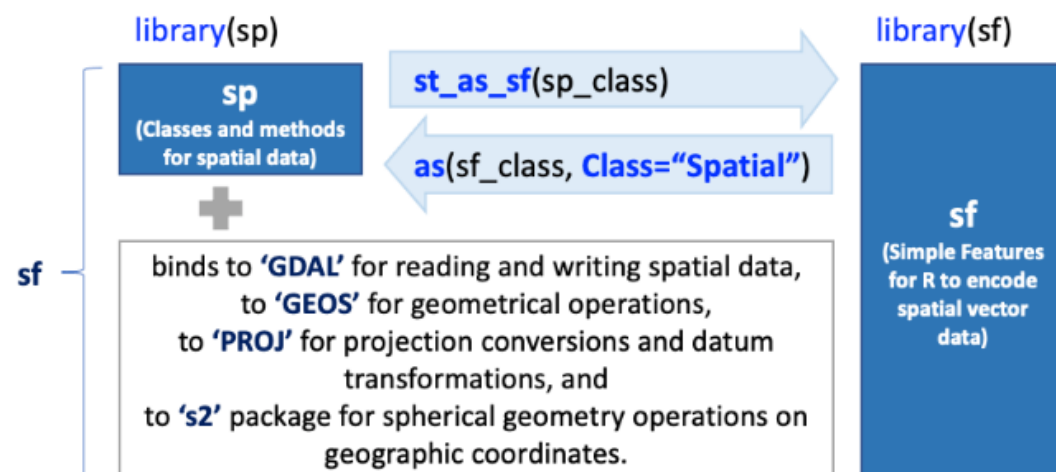 library(sp)
library(sf)
sp
(Classes and methods
for spatial data)
st_as_sf(sp_class)
as(sf_class, Class=“Spatial”)
sf
binds to ‘GDAL’ for reading and writing spatial data,
to ‘GEOS’ for geometrical operations,
to ‘PROJ’ for projection conversions and datum
transformations, and
to ‘s2’ package for spherical geometry operations on
geographic coordinates.
sf
(Simple Features
for R to encode
spatial vector
data)